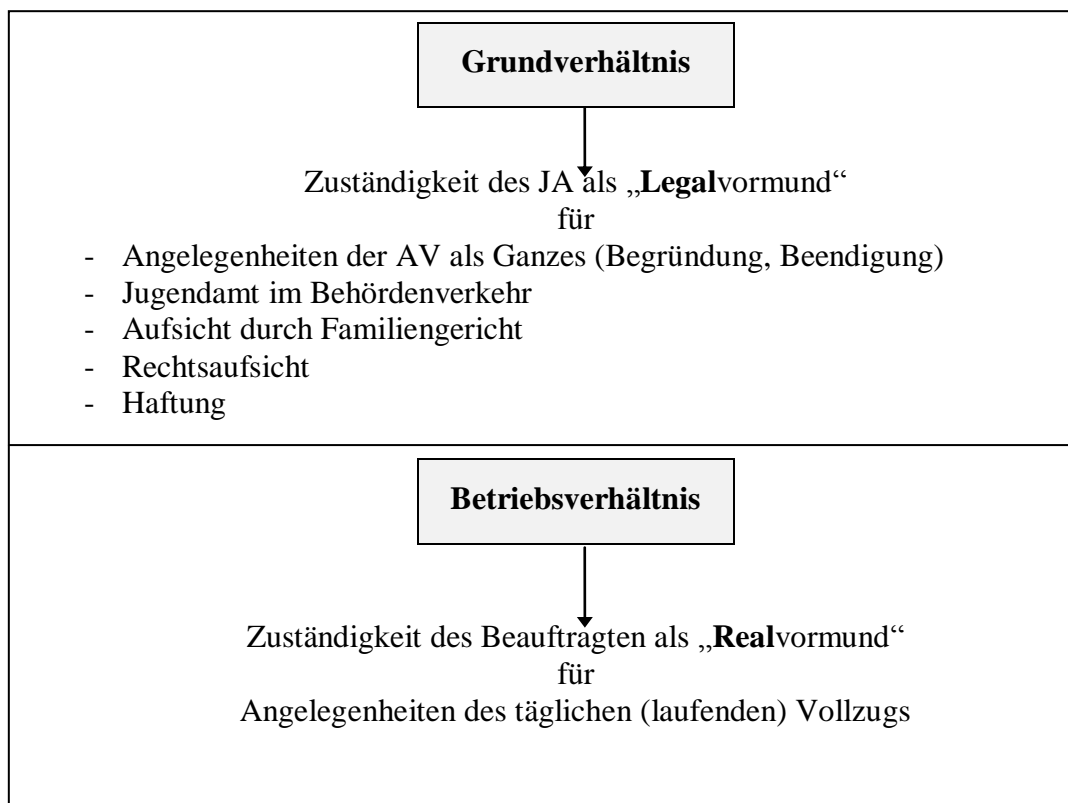 Grundverhältnis
Zuständigkeit des JA als „Legalvormund“
für
- Angelegenheiten der AV als Ganzes (Begründung, Beendigung)
- Jugendamt im Behördenverkehr
- Aufsicht durch Familiengericht
- Rechtsaufsicht
- Haftung
Betriebsverhältnis
Zuständigkeit des Beauftragten als „Realvormund“
für
Angelegenheiten des täglichen (laufenden) Vollzugs